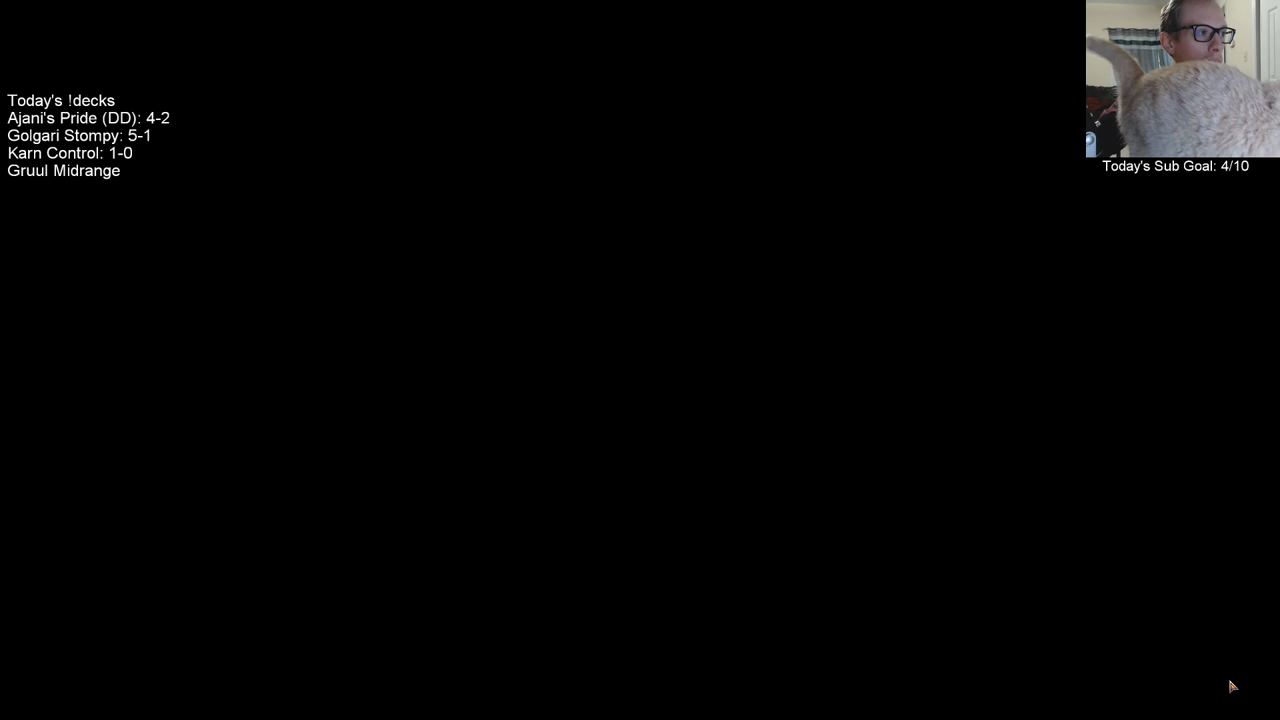 Today's !decks
Ajani's Pride (DD): 4-2
Golgari Stompy: 5-1
Karn Control: 1-0
Gruul Midrange
Today's Sub Goal: 4/10